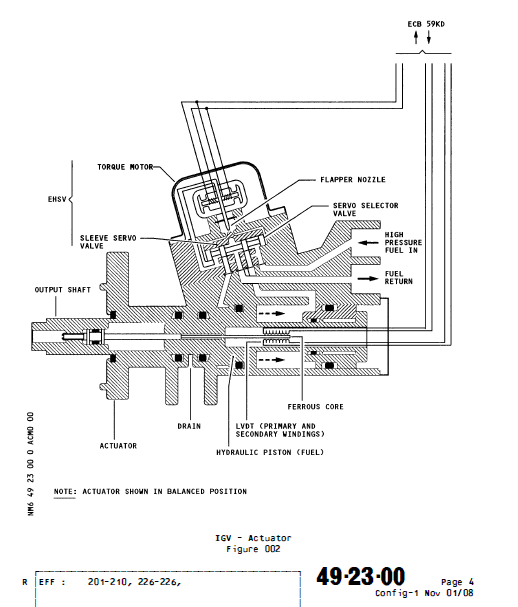 ECB 59KD
TORQUE MOTOR
FLAPPER NOZZLE
EHSV
SERVO SELECTOR
VALVE
SLEEVE SERVO
VALVE
HIGH
PRESSURE
FUEL IN
FUEL
RETURN
OUTPUT SHAFT
FERROUS CORE
DRAIN
LVDT (PRIMARY AND
SECONDARY WINDINGS)
ACTUATOR
HYDRAULIC PISTON (FUEL)
NM6 49 23 00 0 ACM0 00
NOTE: ACTUATOR SHOWN IN BALANCED POSITION
IGV - Actuator
Figure 002
R EFF : 201-210, 226-226,
49-23-00
Page 4
Config-1 Nov 01/08